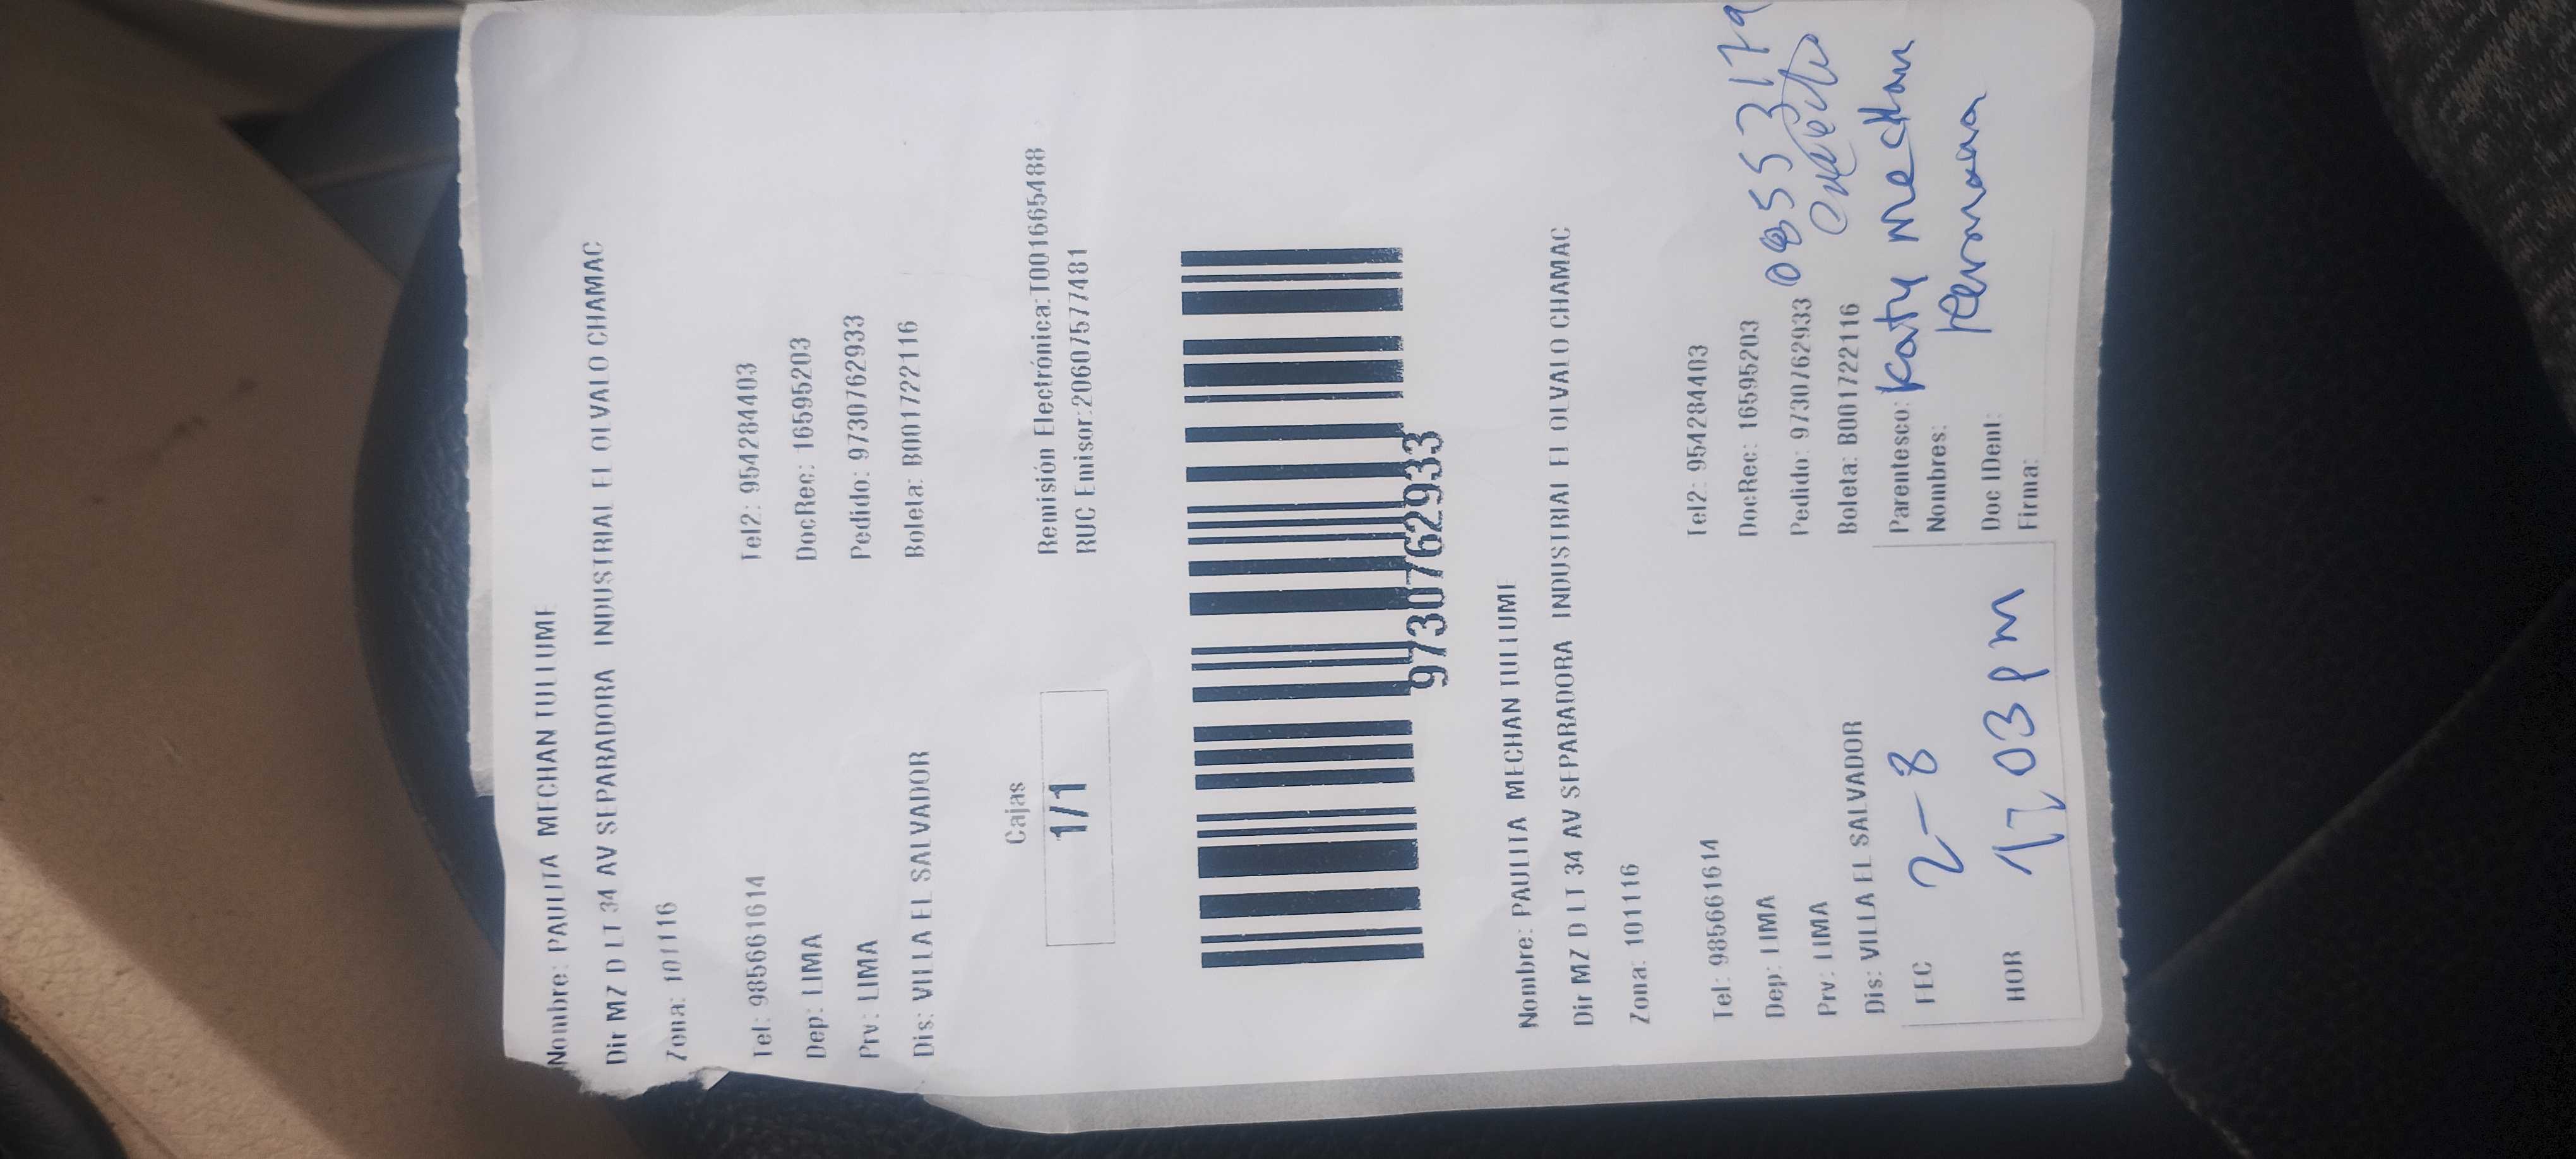 Nombre: PAULITA MECHAN TULLUME
Dir MZ D LT 34 AV SEPARADORA INDUSTRIAL EL OLVALO CHAMAC
Zona: 101116
Tel: 985661614 Tel2: 954284403
Dep: LIMA DocRec: 16595203
Prv: LIMA Pedido: 9730762933
Dis: VILLA EL SALVADOR Boleta: B001722116
Cajas
1/1
Remisión Electrónica:T001665488
RUC Emisor:20607577481
9730762933
Nombre: PAULITA MECHAN TULLUME
Dir MZ D LT 34 AV SEPARADORA INDUSTRIAL El OLVALO CHAMAC
Zona: 101116
Tel: 985661614 Tel2: 954284403
Dep: LIMA DocRec: 16595203
Prv: LIMA Pedido: 9730762933
Dis: VILLA EL SALVADOR Boleta: B001722116
FEC 2-8
HOR 17,03 pm
Parentesco: Katy Mechan
Nombres:
Hermana
Doc IDent:
Firma: